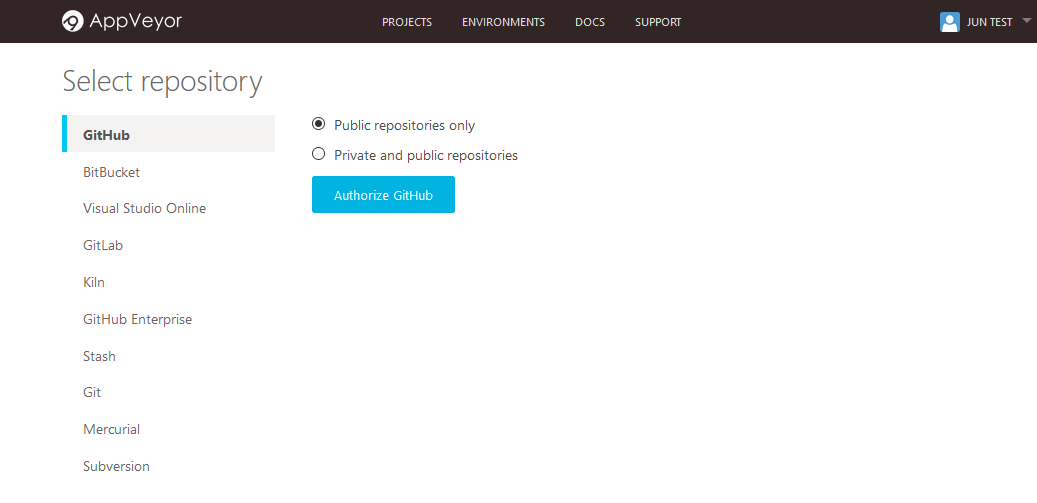 AppVeyor PROJECTS ENVIRONMENTS DOCS SUPPORT JUN TEST
Select repository
GitHub
BitBucket
Visual Studio Online
GitLab
Kiln
GitHub Enterprise
Stash
Git
Mercurial
Subversion
Public repositories only
Private and public repositories
Authorize GitHub